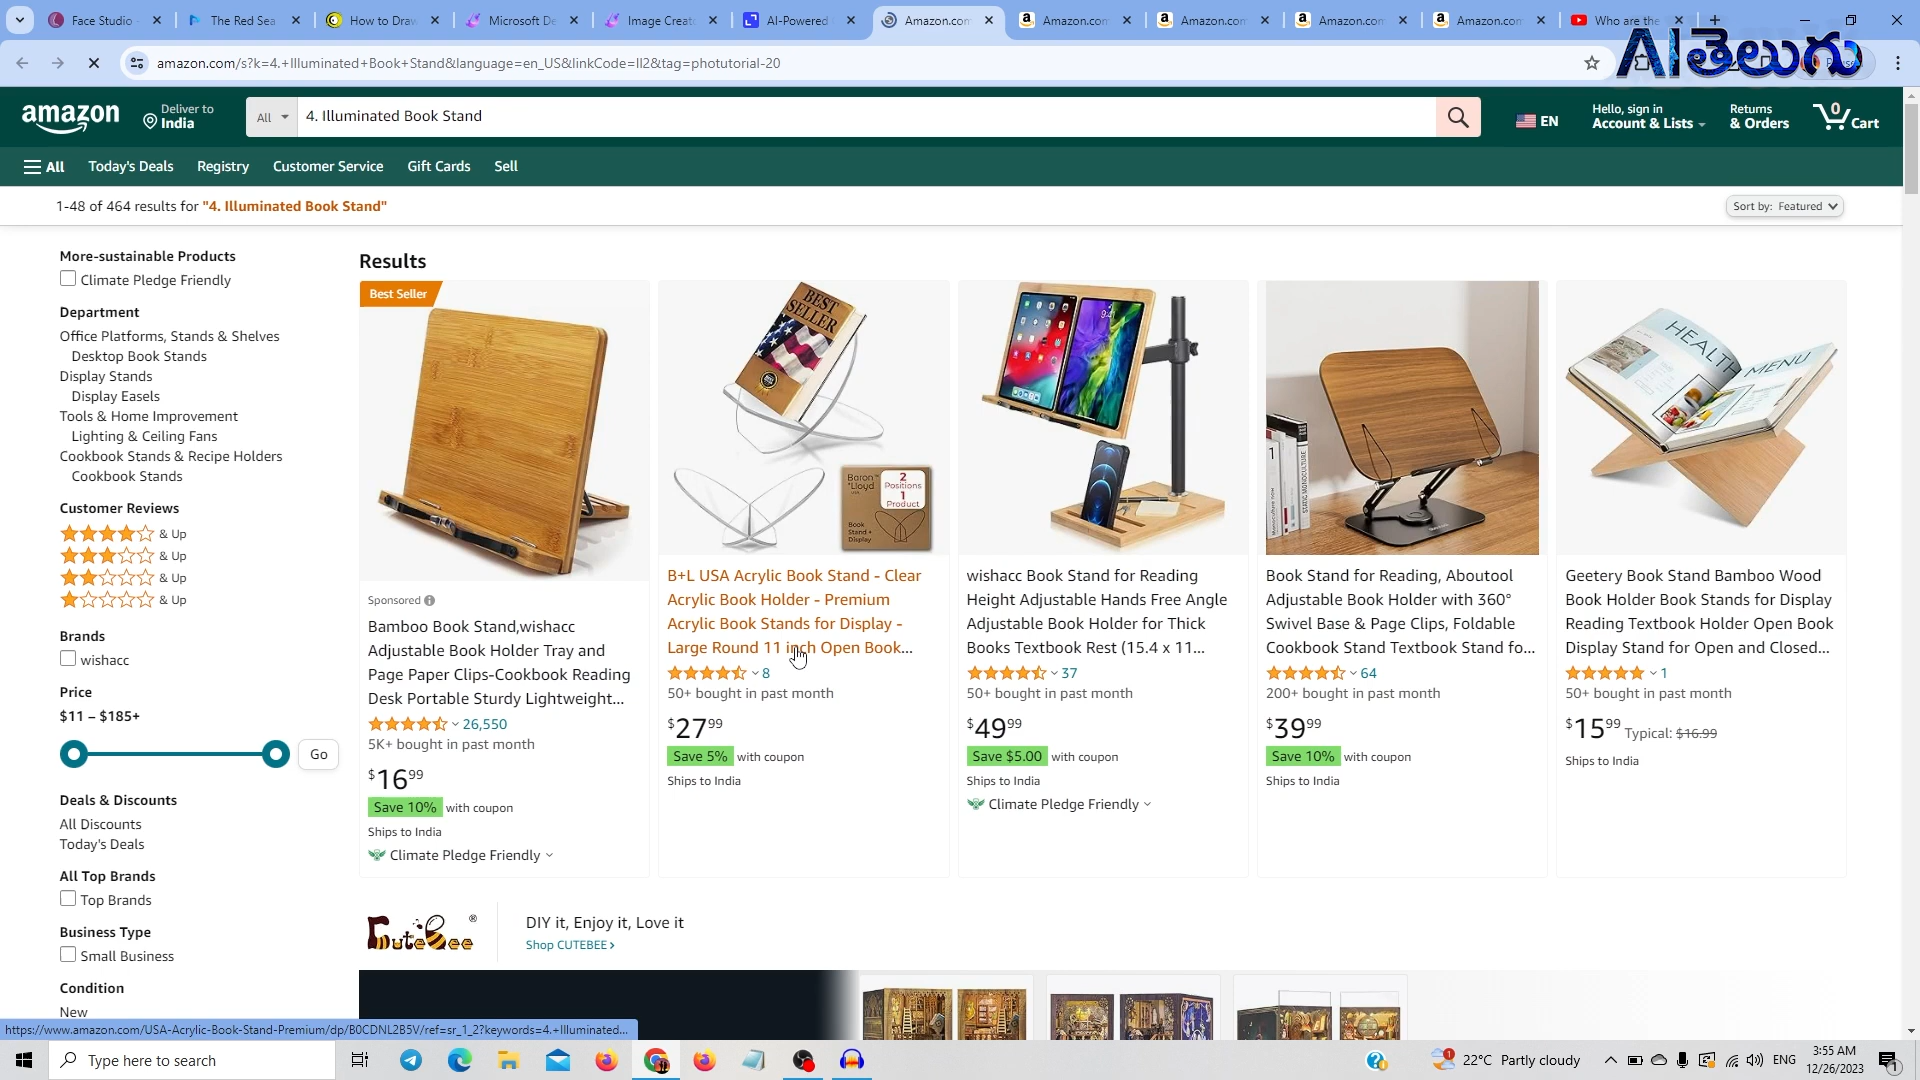 Face Studio -
The Red Sea
How to Draw
Microsoft De
Image Creato
AI-Powered
Amazon.com
Amazon.com
Amazon.com
Amazon.com
Amazon.com
Who are the
AIతెలుగు
amazon.com/s?k=4.+Illuminated+Book+Stand&language=en_US&linkCode=ll2&tag=phototutorial-20
amazon
Deliver to
India
All
4. Illuminated Book Stand
EN
Hello, sign in
Account & Lists
Returns
& Orders
0
Cart
All
Today's Deals
Registry
Customer Service
Gift Cards
Sell
1-48 of 464 results for "4. Illuminated Book Stand"
Sort by: Featured
More-sustainable Products
Climate Pledge Friendly
Department
Office Platforms, Stands & Shelves
Desktop Book Stands
Display Stands
Display Easels
Tools & Home Improvement
Lighting & Ceiling Fans
Cookbook Stands & Recipe Holders
Cookbook Stands
Customer Reviews
& Up
& Up
& Up
& Up
Brands
wishacc
Price
$11 – $185+
Go
Deals & Discounts
All Discounts
Today's Deals
All Top Brands
Top Brands
Business Type
Small Business
Condition
New
Results
Best Seller
Sponsored
Bamboo Book Stand,wishacc
Adjustable Book Holder Tray and
Page Paper Clips-Cookbook Reading
Desk Portable Sturdy Lightweight...
26,550
5K+ bought in past month
$16.99
Save 10% with coupon
Ships to India
Climate Pledge Friendly
BEST
SELLER
Baron Lloyd
2
Positions
1
Product
Book
Stand +
Display
B+L USA Acrylic Book Stand - Clear
Acrylic Book Holder - Premium
Acrylic Book Stands for Display -
Large Round 11 inch Open Book...
8
50+ bought in past month
$27.99
Save 5% with coupon
Ships to India
wishacc Book Stand for Reading
Height Adjustable Hands Free Angle
Adjustable Book Holder for Thick
Books Textbook Rest (15.4 x 11...
37
50+ bought in past month
$49.99
Save $5.00 with coupon
Ships to India
Climate Pledge Friendly
Book Stand for Reading, Aboutool
Adjustable Book Holder with 360°
Swivel Base & Page Clips, Foldable
Cookbook Stand Textbook Stand fo...
64
200+ bought in past month
$39.99
Save 10% with coupon
Ships to India
HEALTH
MENU
Geetery Book Stand Bamboo Wood
Book Holder Book Stands for Display
Reading Textbook Holder Open Book
Display Stand for Open and Closed...
1
50+ bought in past month
$15.99 Typical: $16.99
Ships to India
CuteBee ®
DIY it, Enjoy it, Love it
Shop CUTEBEE ›
https://www.amazon.com/USA-Acrylic-Book-Stand-Premium/dp/B0CDNL2B5V/ref=sr_1_2?keywords=4.+Illuminated...
Type here to search
22°C Partly cloudy
ENG
3:55 AM
12/26/2023